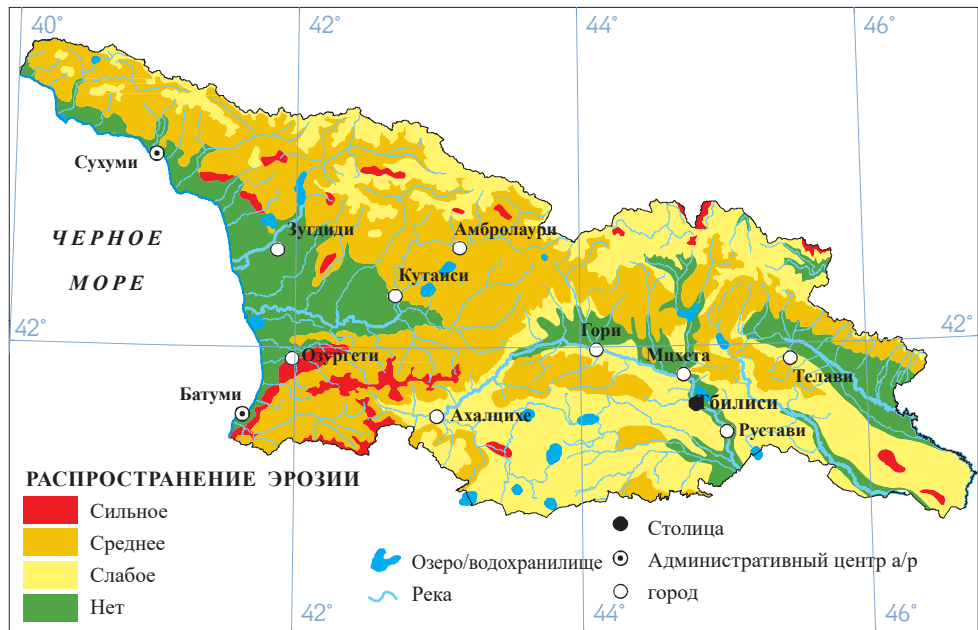 40°
42°
44°
46°
Сухуми
ЧЕРНОЕ
МОРЕ
Зугдиди
Амбролаури
Кутаиси
42°
42°
Гори
Озургети
Мцхета
Телави
Батуми
Ахалцихе
Тбилиси
Рустави
РАСПРОСТРАНЕНИЕ ЭРОЗИИ
Сильное
Среднее
Слабое
Нет
Озеро/водохранилище
Река
Столица
Административный центр а/р
город
42°
44°
46°